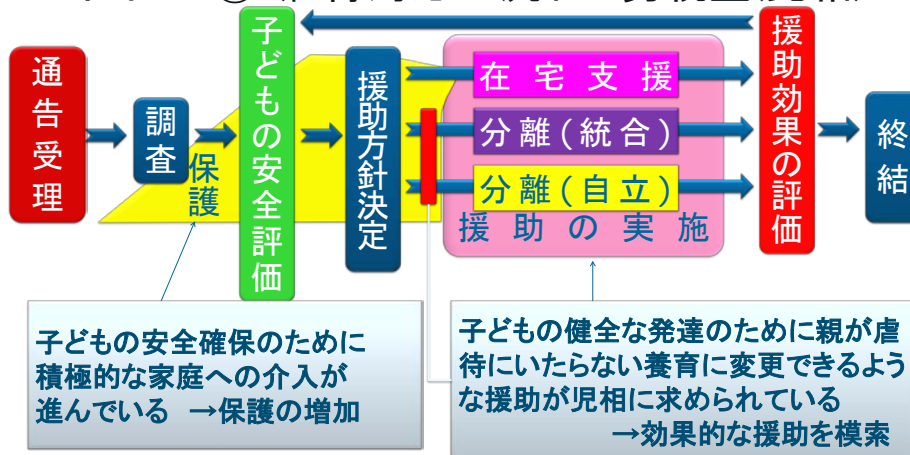 通告受理
調査
保護
子どもの安全評価
援助方針決定
在宅支援
分離(統合)
分離(自立)
援助の実施
援助効果の評価
終結
子どもの安全確保のために
積極的な家庭への介入が
進んでいる →保護の増加
子どもの健全な発達のために親が虐
待にいたらない養育に変更できるよう
な援助が児相に求められている
→効果的な援助を模索